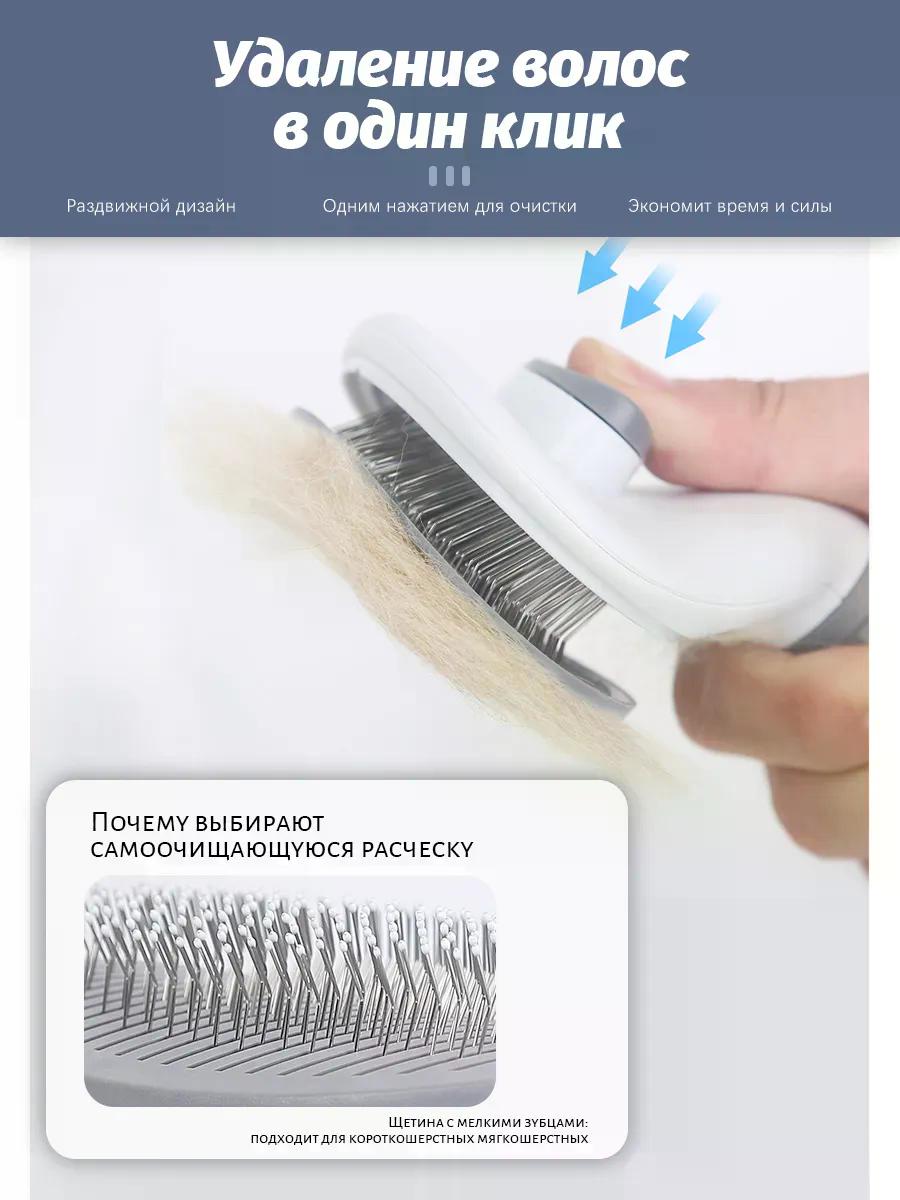 Удаление волос
в один клик
Раздвижной дизайн Одним нажатием для очистки Экономит время и силы
Почему выбирают
самоочищающуюся расческу
Щетина с мелкими зубцами:
подходит для короткошерстных мягкошерстных